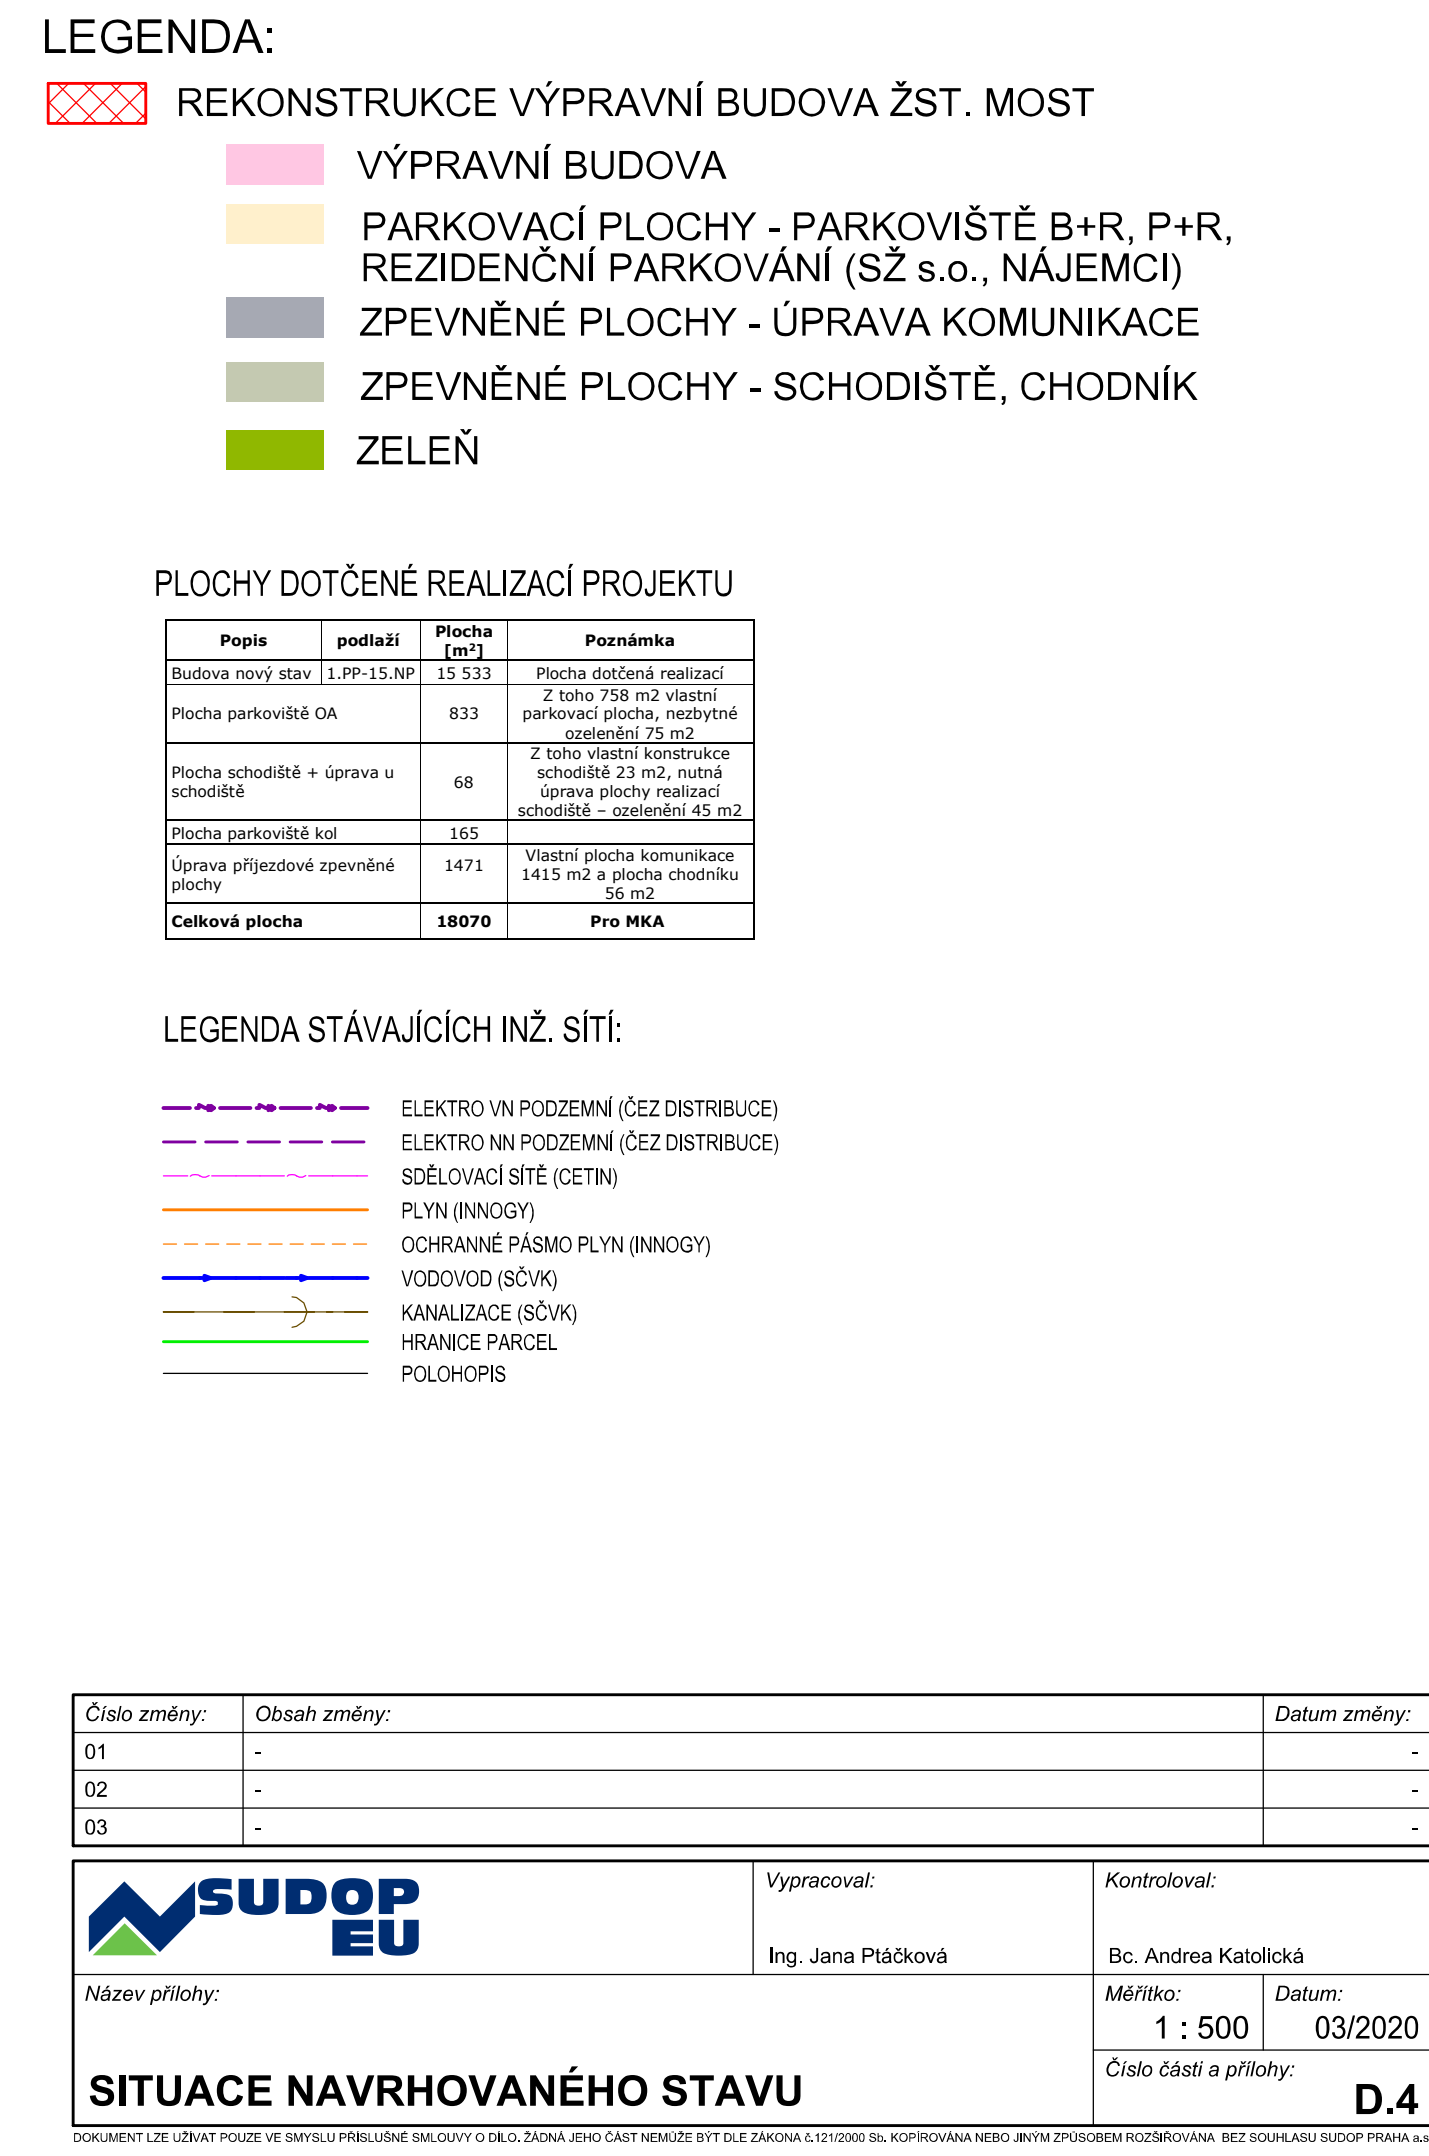 LEGENDA:
REKONSTRUKCE VÝPRAVNÍ BUDOVA ŽST. MOST
VÝPRAVNÍ BUDOVA
PARKOVACÍ PLOCHY - PARKOVIŠTĚ B+R, P+R,
REZIDENČNÍ PARKOVÁNÍ (SŽ s.o., NÁJEMCI)
ZPEVNĚNÉ PLOCHY - ÚPRAVA KOMUNIKACE
ZPEVNĚNÉ PLOCHY - SCHODIŠTĚ, CHODNÍK
ZELEŇ
PLOCHY DOTČENÉ REALIZACÍ PROJEKTU
Popis podlaží Plocha [m²] Poznámka
Budova nový stav 1.PP-15.NP 15 533 Plocha dotčená realizací
Plocha parkoviště OA 833 Z toho 758 m2 vlastní
parkovací plocha, nezbytné
ozelenění 75 m2
Plocha schodiště + úprava u
schodiště 68 Z toho vlastní konstrukce
schodiště 23 m2, nutná
úprava plochy realizací
schodiště – ozelenění 45 m2
Plocha parkoviště kol 165
Úprava příjezdové zpevněné
plochy 1471 Vlastní plocha komunikace
1415 m2 a plocha chodníku
56 m2
Celková plocha 18070 Pro MKA
LEGENDA STÁVAJÍCÍCH INŽ. SÍTÍ:
ELEKTRO VN PODZEMNÍ (ČEZ DISTRIBUCE)
ELEKTRO NN PODZEMNÍ (ČEZ DISTRIBUCE)
SDĚLOVACÍ SÍTĚ (CETIN)
PLYN (INNOGY)
OCHRANNÉ PÁSMO PLYN (INNOGY)
VODOVOD (SČVK)
KANALIZACE (SČVK)
HRANICE PARCEL
POLOHOPIS
Číslo změny: Obsah změny: Datum změny:
01 - -
02 - -
03 - -
SUDOP
EU
Vypracoval: Kontroloval:
Ing. Jana Ptáčková Bc. Andrea Katolická
Název přílohy: Měřítko: Datum:
1 : 500 03/2020
Číslo části a přílohy:
SITUACE NAVRHOVANÉHO STAVU D.4
DOKUMENT LZE UŽÍVAT POUZE VE SMYSLU PŘÍSLUŠNÉ SMLOUVY O DÍLO. ŽÁDNÁ JEHO ČÁST NEMŮŽE BÝT DLE ZÁKONA č.121/2000 Sb. KOPÍROVÁNA NEBO JINÝM ZPŮSOBEM ROZŠIŘOVÁNA BEZ SOUHLASU SUDOP PRAHA a.s